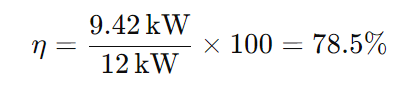 η = 9.42 kW / 12 kW × 100 = 78.5%